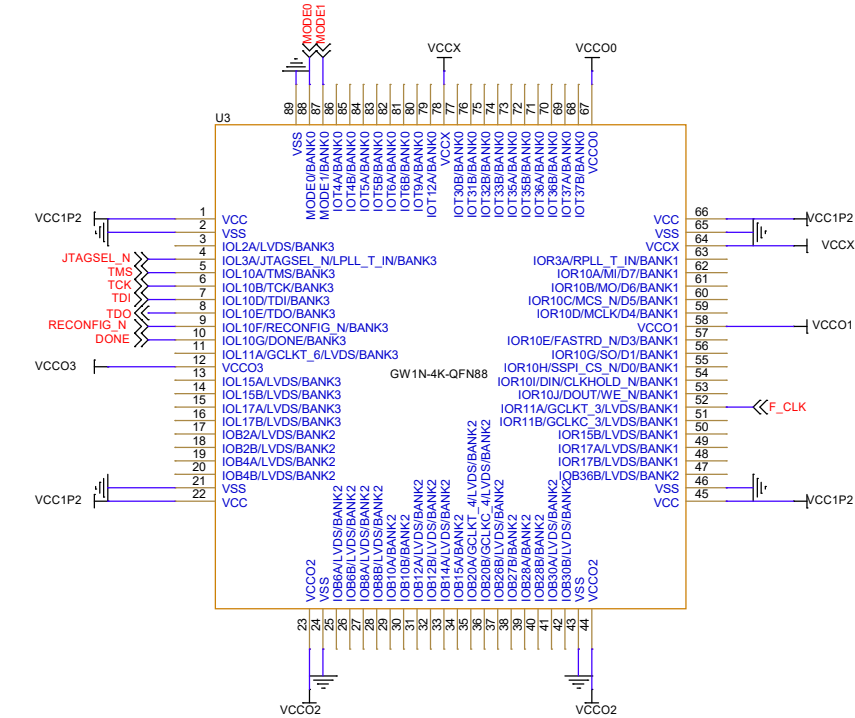 MODE0
MODE1
VCCX
VCCO0
89
88
87
86
85
84
83
82
81
80
79
78
77
76
75
74
73
72
71
70
69
68
67
U3
VSS
MODE0/BANK0
MODE1/BANK0
IOT4A/BANK0
IOT4B/BANK0
IOT5A/BANK0
IOT5B/BANK0
IOT6A/BANK0
IOT6B/BANK0
IOT9A/BANK0
IOT12A/BANK0
VCCX
IOT30B/BANK0
IOT31B/BANK0
IOT32B/BANK0
IOT33B/BANK0
IOT35A/BANK0
IOT35B/BANK0
IOT36A/BANK0
IOT36B/BANK0
IOT37A/BANK0
IOT37B/BANK0
VCCO0
VCC1P2
JTAGSEL_N
TMS
TCK
TDI
TDO
RECONFIG_N
DONE
VCCO3
VCC1P2
1 VCC
2 VSS
3 IOL2A/LVDS/BANK3
4 IOL3A/JTAGSEL_N/LPLL_T_IN/BANK3
5 IOL10A/TMS/BANK3
6 IOL10B/TCK/BANK3
7 IOL10D/TDI/BANK3
8 IOL10E/TDO/BANK3
9 IOL10F/RECONFIG_N/BANK3
10 IOL10G/DONE/BANK3
11 IOL11A/GCLKT_6/LVDS/BANK3
12 VCCO3
13 IOL15A/LVDS/BANK3
14 IOL15B/LVDS/BANK3
15 IOL17A/LVDS/BANK3
16 IOL17B/LVDS/BANK3
17 IOB2A/LVDS/BANK2
18 IOB2B/LVDS/BANK2
19 IOB4A/LVDS/BANK2
20 IOB4B/LVDS/BANK2
21 VSS
22 VCC
GW1N-4K-QFN88
VCC 66
VSS 65
VCCX 64
IOR3A/RPLL_T_IN/BANK1 63
IOR10A/MI/D7/BANK1 62
IOR10B/MO/D6/BANK1 61
IOR10C/MCS_N/D5/BANK1 60
IOR10D/MCLK/D4/BANK1 59
VCCO1 58
IOR10E/FASTRD_N/D3/BANK1 57
IOR10G/SO/D1/BANK1 56
IOR10H/SSPI_CS_N/D0/BANK1 55
IOR10I/DIN/CLKHOLD_N/BANK1 54
IOR10J/DOUT/WE_N/BANK1 53
IOR11A/GCLKT_3/LVDS/BANK1 52
IOR11B/GCLKC_3/LVDS/BANK1 51
IOR15B/LVDS/BANK1 50
IOR17A/LVDS/BANK1 49
IOR17B/LVDS/BANK1 48
IOB36B/LVDS/BANK2 47
VSS 46
VCC 45
VCC1P2
VCCX
VCCO1
F_CLK
VCC1P2
VCCO2
VSS
IOB6A/LVDS/BANK2
IOB6B/LVDS/BANK2
IOB8A/LVDS/BANK2
IOB8B/LVDS/BANK2
IOB10A/BANK2
IOB10B/BANK2
IOB12A/LVDS/BANK2
IOB12B/LVDS/BANK2
IOB14A/LVDS/BANK2
IOB15A/BANK2
IOB20A/GCLKT_4/LVDS/BANK2
IOB20B/GCLKC_4/LVDS/BANK2
IOB26B/LVDS/BANK2
IOB27B/BANK2
IOB28A/BANK2
IOB28B/BANK2
IOB30A/LVDS/BANK2
IOB30B/LVDS/BANK2
VSS
VCCO2
23
24
25
26
27
28
29
30
31
32
33
34
35
36
37
38
39
40
41
42
43
44
VCCO2
VCCO2